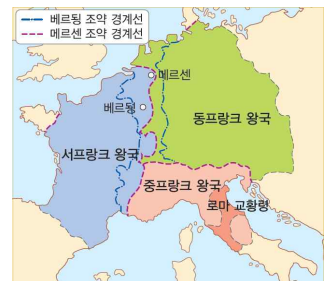 베르됭 조약 경계선
메르센 조약 경계선
메르센
베르됭
동프랑크 왕국
서프랑크 왕국
중프랑크 왕국
로마 교황령